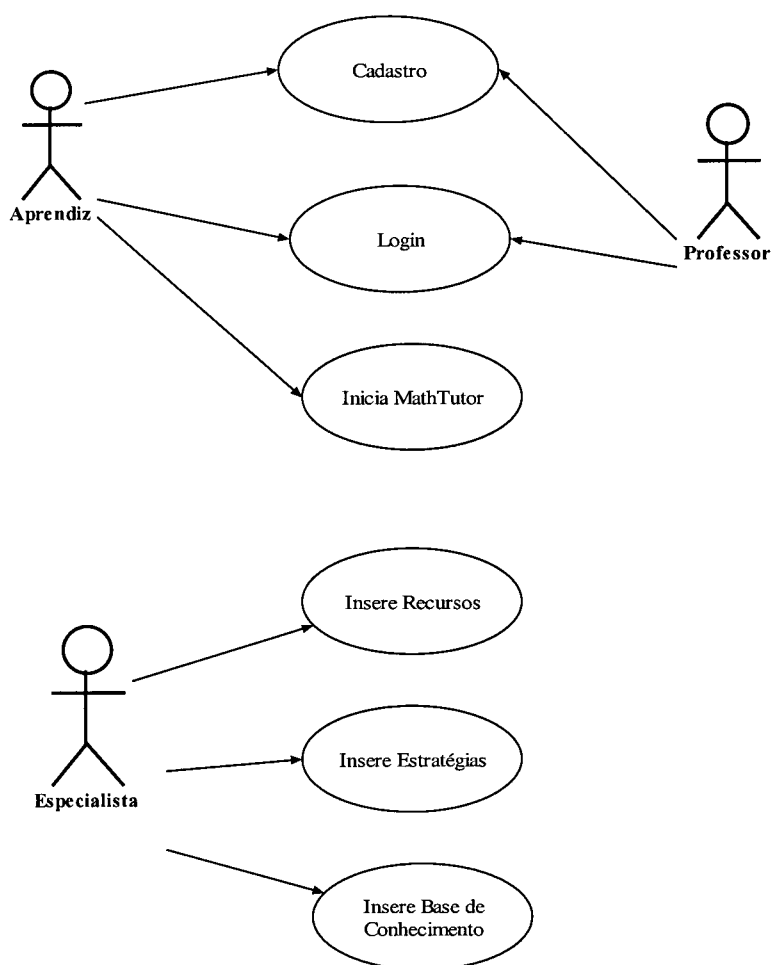 Cadastro
Aprendiz
Login
Professor
Inicia MathTutor
Insere Recursos
Insere Estratégias
Especialista
Insere Base de
Conhecimento